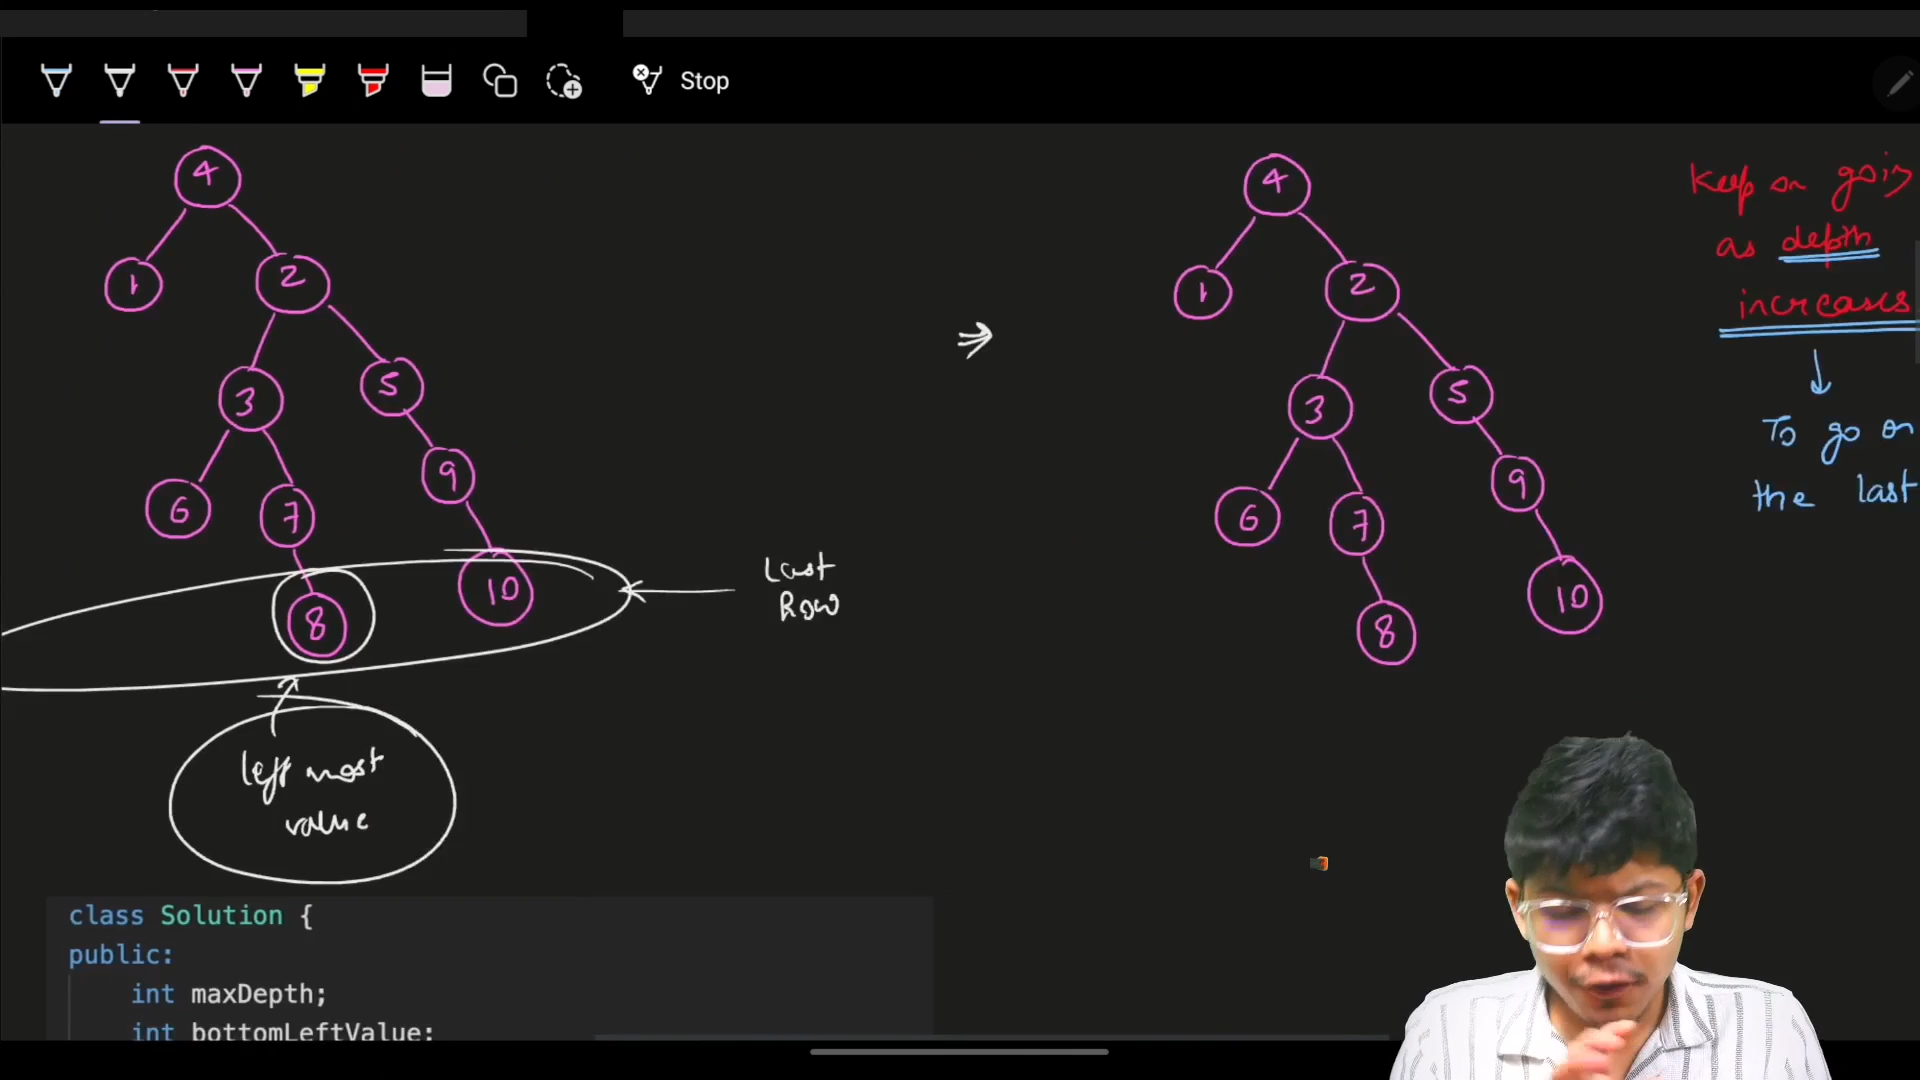 Stop
4
1
2
3
5
6
7
9
8
10
Last
Row
left most
value
4
1
2
3
5
6
7
9
8
10
Keep on goin
as depth
increases
To go on
the last
class Solution {
public:
int maxDepth;
int bottomLeftValue;